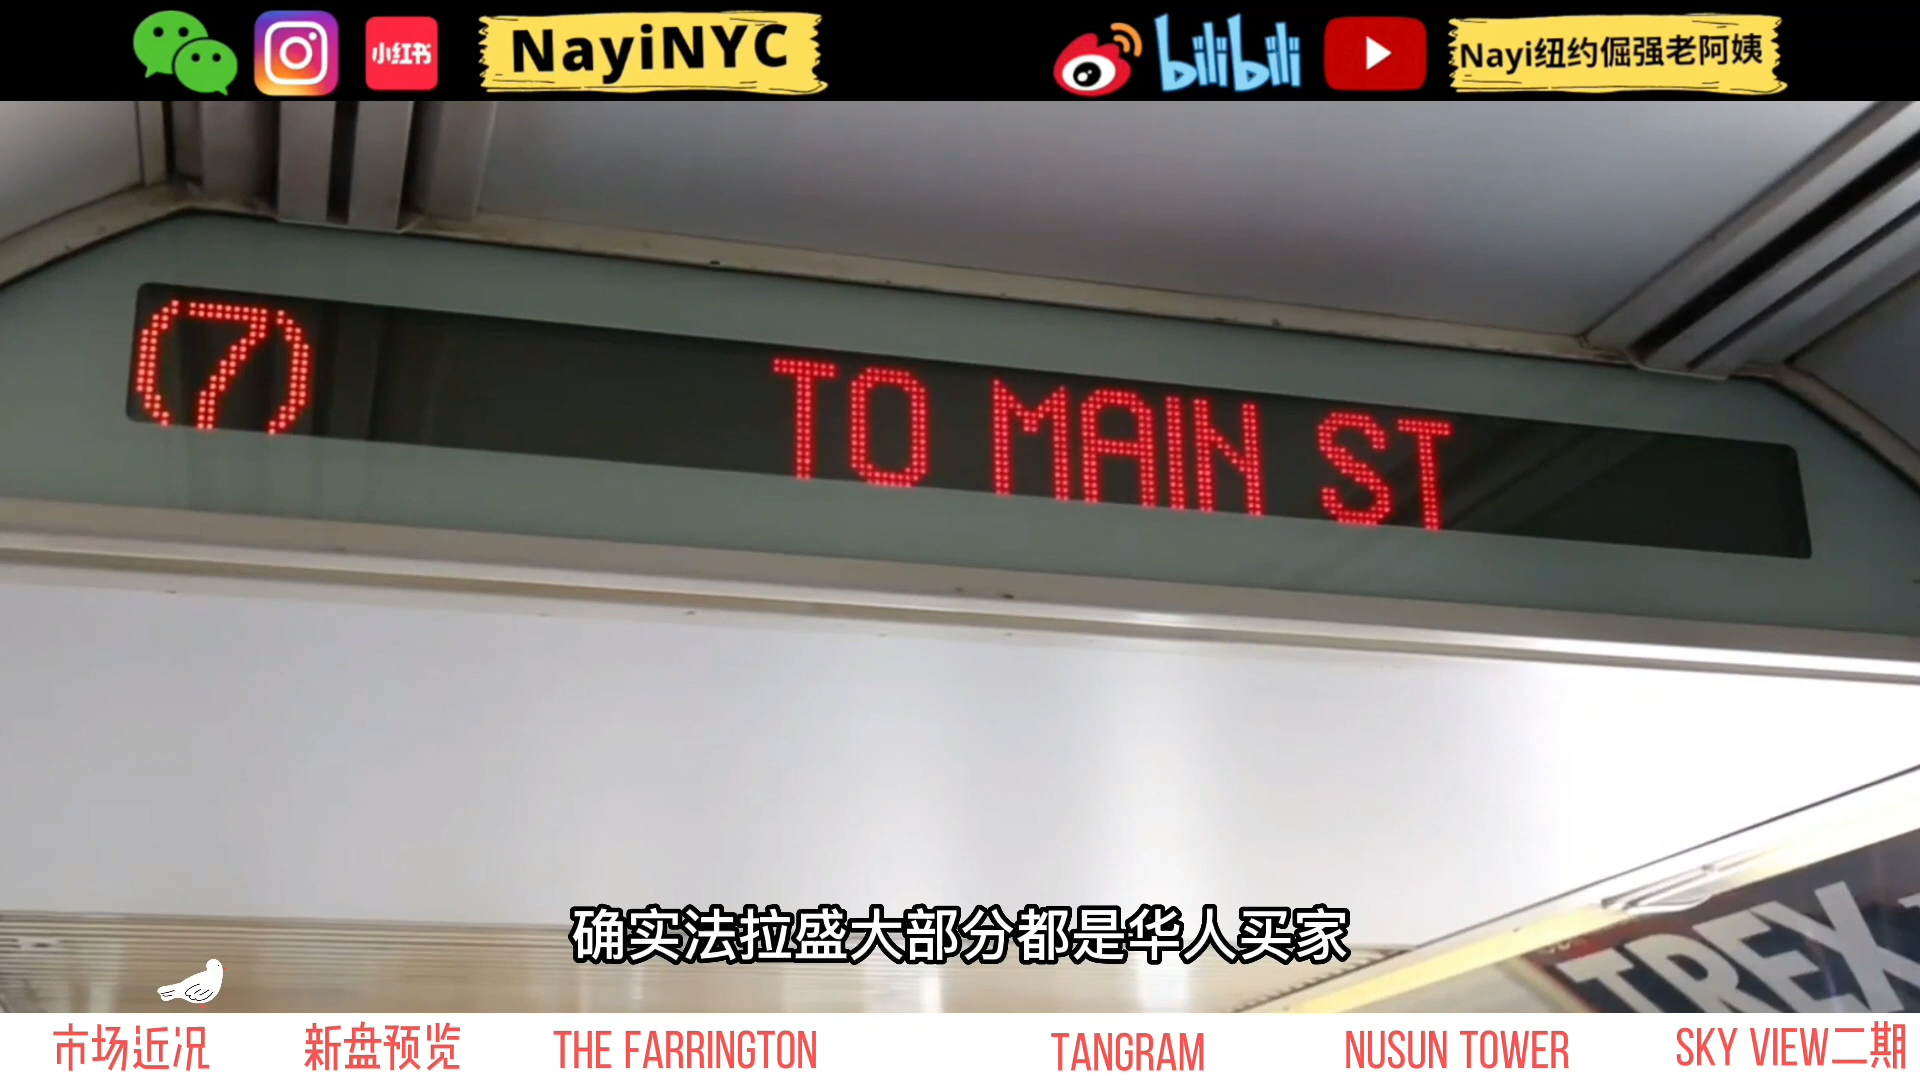 小红书
NayiNYC
bilibili
Nayi纽约倔强老阿姨
(7) TO MAIN ST
TREX
确实法拉盛大部分都是华人买家
市场近况
新盘预览
THE FARRINGTON
TANGRAM
NUSUN TOWER
SKY VIEW二期